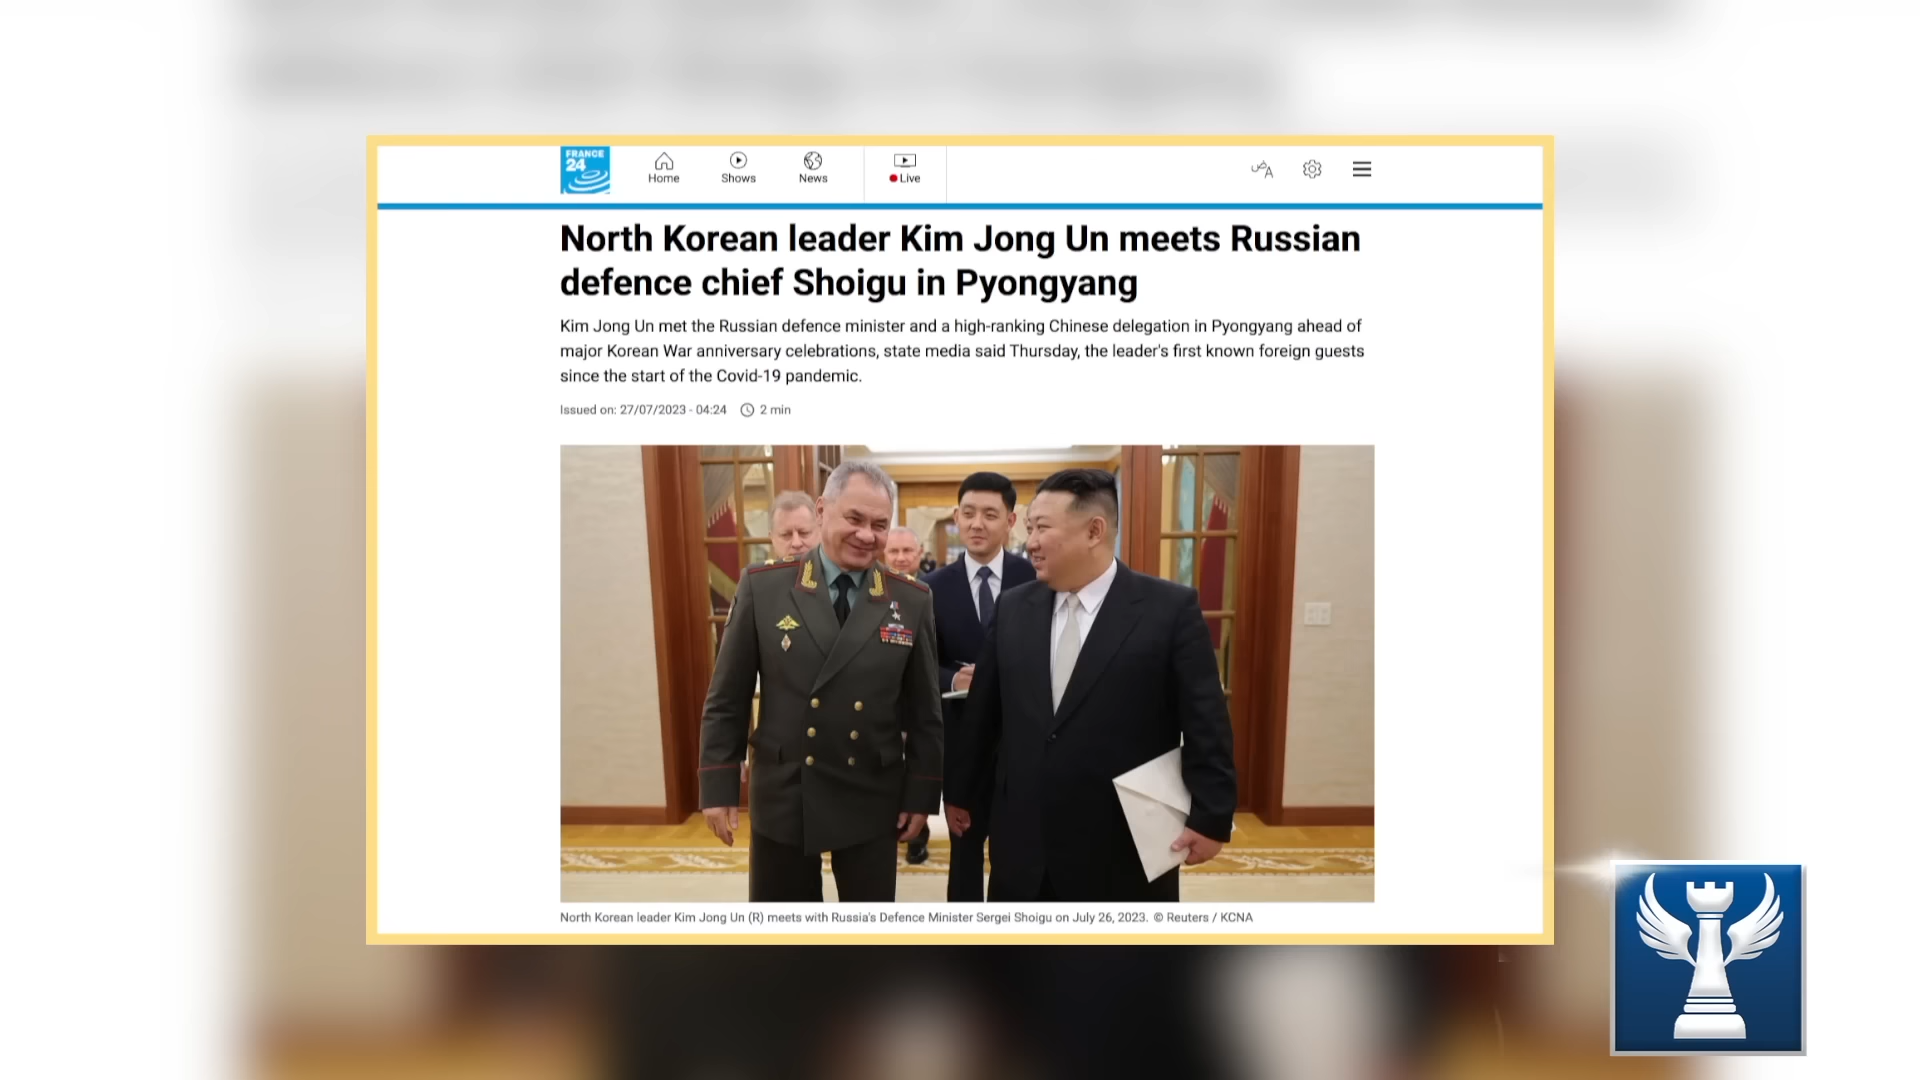 FRANCE
24
Home
Shows
News
Live
North Korean leader Kim Jong Un meets Russian
defence chief Shoigu in Pyongyang
Kim Jong Un met the Russian defence minister and a high-ranking Chinese delegation in Pyongyang ahead of
major Korean War anniversary celebrations, state media said Thursday, the leader's first known foreign guests
since the start of the Covid-19 pandemic.
Issued on: 27/07/2023 - 04:24 2 min
North Korean leader Kim Jong Un (R) meets with Russia's Defence Minister Sergei Shoigu on July 26, 2023. © Reuters / KCNA